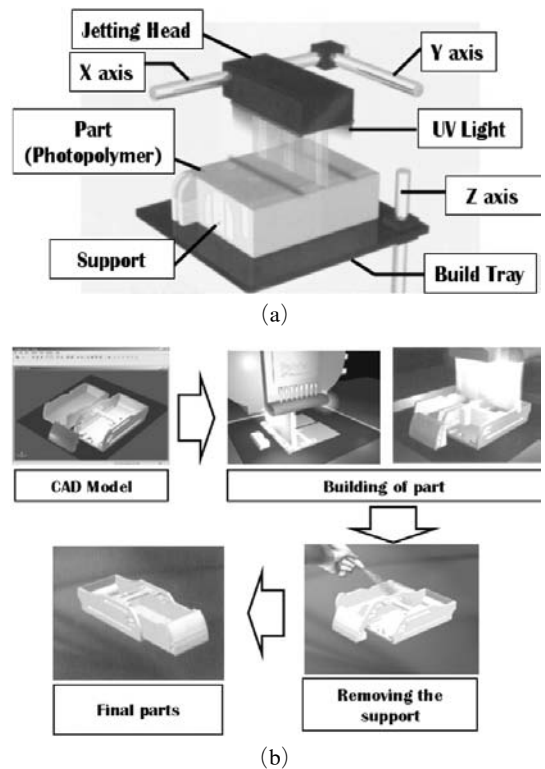 Jetting Head
X axis
Y axis
Part
(Photopolymer)
UV Light
Z axis
Support
Build Tray
(a)
CAD Model
Building of part
Final parts
Removing the
support
(b)